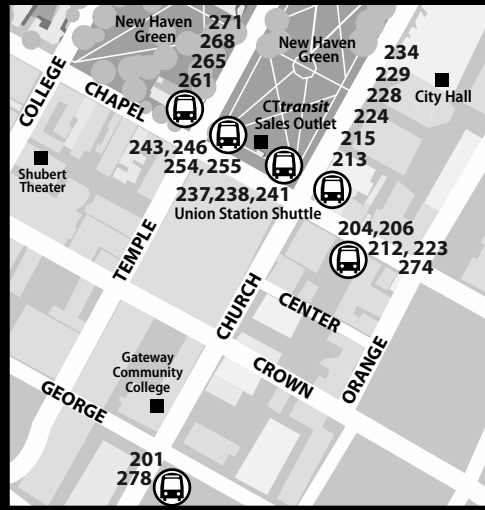 New Haven
Green
271
268
265
261
New Haven
Green
234
229
228
224
215
213
City Hall
COLLEGE
CHAPEL
CTtransit
Sales Outlet
243, 246
254, 255
Shubert
Theater
237,238,241
Union Station Shuttle
204,206
212, 223
274
TEMPLE
CHURCH
CENTER
ORANGE
CROWN
Gateway
Community
College
GEORGE
201
278